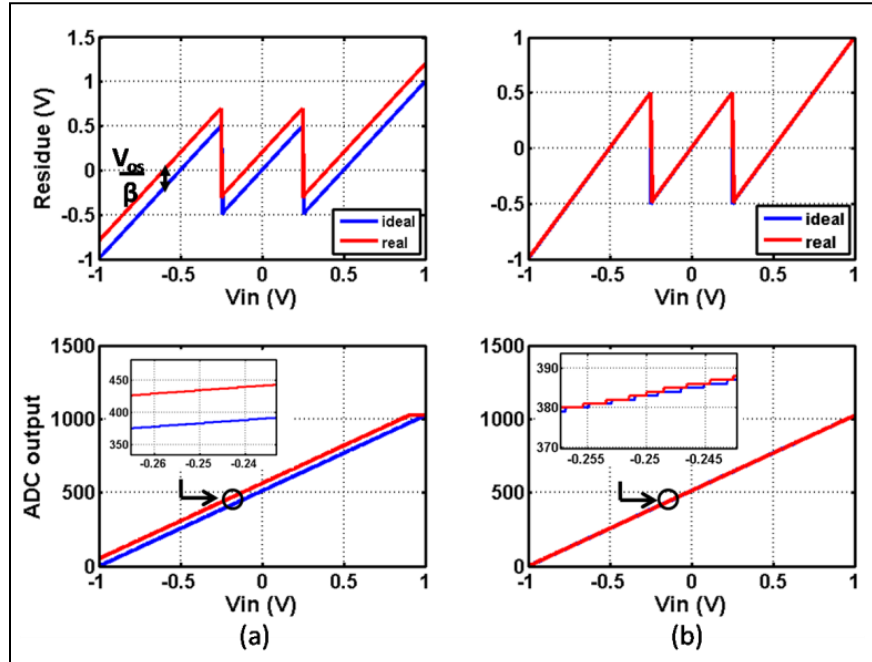 1.5
1
0.5
0
-0.5
-1
Residue (V)
V_os
β
ideal
real
-1 -0.5 0 0.5 1
Vin (V)
1
0.5
0
-0.5
-1
ideal
real
-1 -0.5 0 0.5 1
Vin (V)
1500
1000
500
0
ADC output
450
400
350
-0.26 -0.25 -0.24
-1 -0.5 0 0.5 1
Vin (V)
(a)
1500
1000
500
0
390
380
370
-0.255 -0.25 -0.245
-1 -0.5 0 0.5 1
Vin (V)
(b)